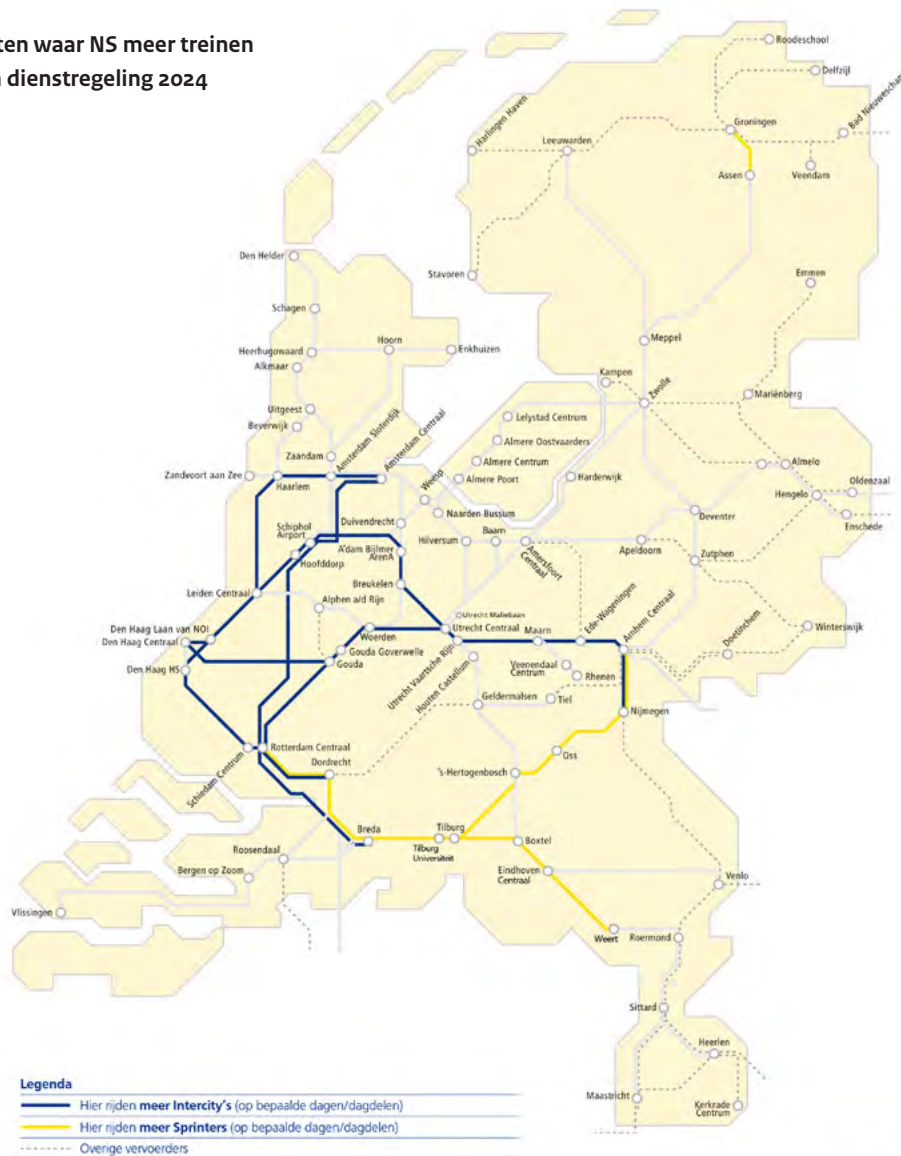 ten waar NS meer treinen
dienstregeling 2024
Roodeschool
Delfzijl
Bad Nieuweschan
Groningen
Harlingen Haven
Leeuwarden
Assen
Veendam
Den Helder
Stavoren
Emmen
Schagen
Hoorn
Meppel
Heerhugowaard
Enkhuizen
Alkmaar
Kampen
Zwolle
Mariënberg
Uitgeest
Amsterdam Sloterdijk
Amsterdam Centraal
Lelystad Centrum
Beverwijk
Almere Oostvaarders
Zaandam
Almere Centrum
Almelo
Zandvoort aan Zee
Haarlem
Weesp
Almere Poort
Harderwijk
Oldenzaal
Hengelo
Naarden Bussum
Deventer
Schiphol
Airport
Duivendrecht
Baarn
Enschede
Hilversum
A'dam Bijlmer
ArenA
Amersfoort
Centraal
Apeldoorn
Zutphen
Hoofddorp
Breukelen
Leiden Centraal
Alphen a/d Rijn
Utrecht Maliebaan
Ede-Wageningen
Arnhem Centraal
Den Haag Laan van NOI
Woerden
Utrecht Centraal
Maarn
Doetinchem
Winterswijk
Den Haag Centraal
Gouda Goverwelle
Utrecht Vaartsche Rijn
Veenendaal
Centrum
Den Haag HS
Gouda
Rhenen
Houten Castellum
Geldermalsen
Tiel
Nijmegen
Schiedam Centrum
Rotterdam Centraal
Dordrecht
Oss
's-Hertogenbosch
Breda
Tilburg
Tilburg
Universiteit
Boxtel
Roosendaal
Eindhoven
Centraal
Bergen op Zoom
Venlo
Vlissingen
Weert
Roermond
Sittard
Heerlen
Maastricht
Kerkrade
Centrum
Legenda
Hier rijden meer Intercity's (op bepaalde dagen/dagdelen)
Hier rijden meer Sprinters (op bepaalde dagen/dagdelen)
Overige vervoerders